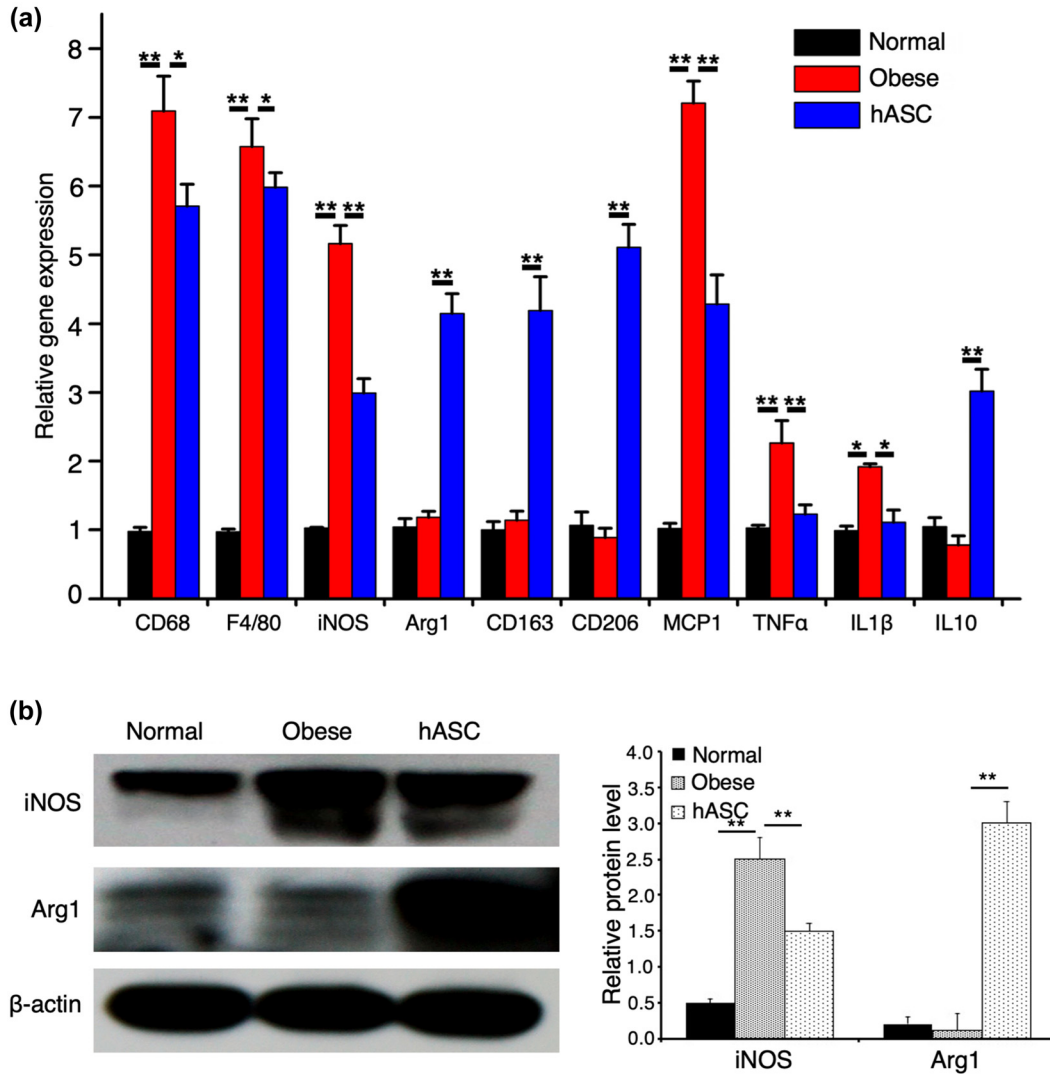 (a)
Normal
Obese
hASC
Relative gene expression
8
7
6
5
4
3
2
1
0
** *
** *
** **
**
**
**
** **
** **
* *
**
CD68 F4/80 iNOS Arg1 CD163 CD206 MCP1 TNFα IL1β IL10
(b)
Normal Obese hASC
iNOS
Arg1
β-actin
Relative protein level
4.0
3.5
3.0
2.5
2.0
1.5
1.0
0.5
0.0
Normal
Obese
hASC
** **
**
iNOS Arg1